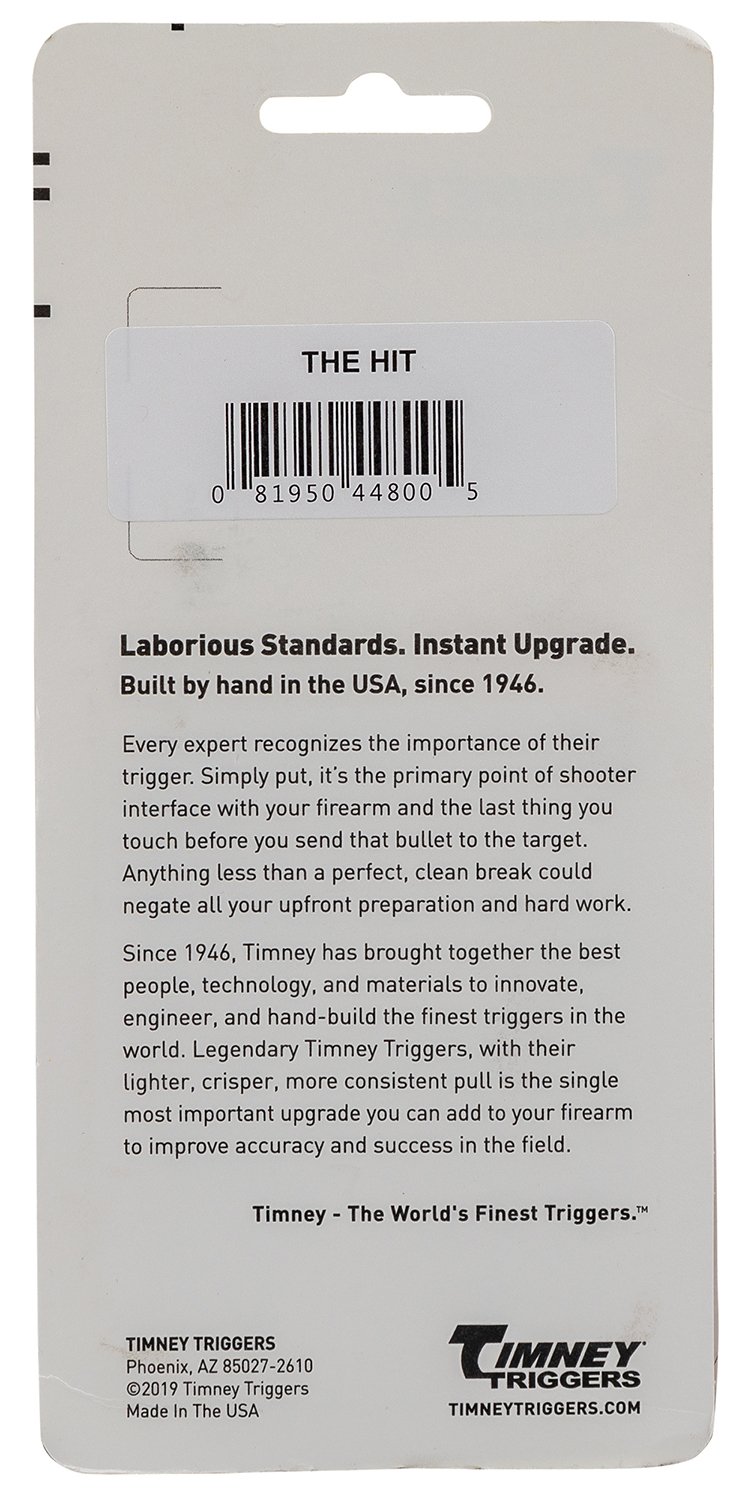 THE HIT
0 81950 44800 5
Laborious Standards. Instant Upgrade.
Built by hand in the USA, since 1946.
Every expert recognizes the importance of their
trigger. Simply put, it's the primary point of shooter
interface with your firearm and the last thing you
touch before you send that bullet to the target.
Anything less than a perfect, clean break could
negate all your upfront preparation and hard work.
Since 1946, Timney has brought together the best
people, technology, and materials to innovate,
engineer, and hand-build the finest triggers in the
world. Legendary Timney Triggers, with their
lighter, crisper, more consistent pull is the single
most important upgrade you can add to your firearm
to improve accuracy and success in the field.
Timney - The World's Finest Triggers.™
TIMNEY TRIGGERS
Phoenix, AZ 85027-2610
©2019 Timney Triggers
Made In The USA
TIMNEY
TRIGGERS
TIMNEYTRIGGERS.COM